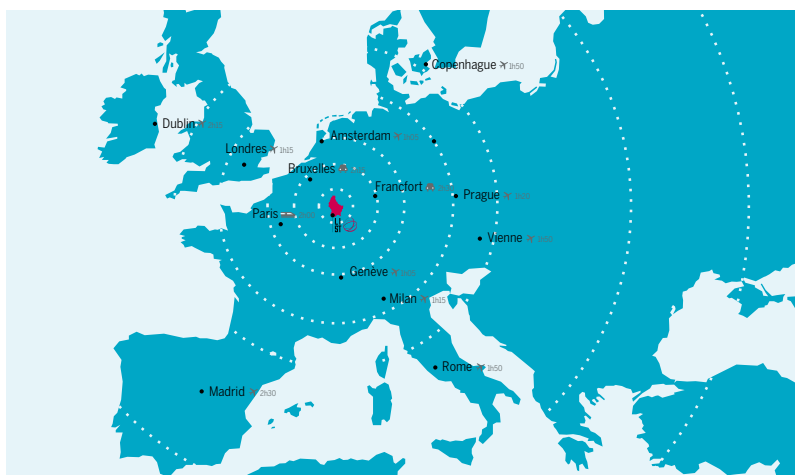 Copenhague 1h50
Dublin
Amsterdam
Londres 1h15
Bruxelles
Francfort
Prague
Paris
Vienne
Genève
Milan 1h15
Rome 1h50
Madrid 2h30